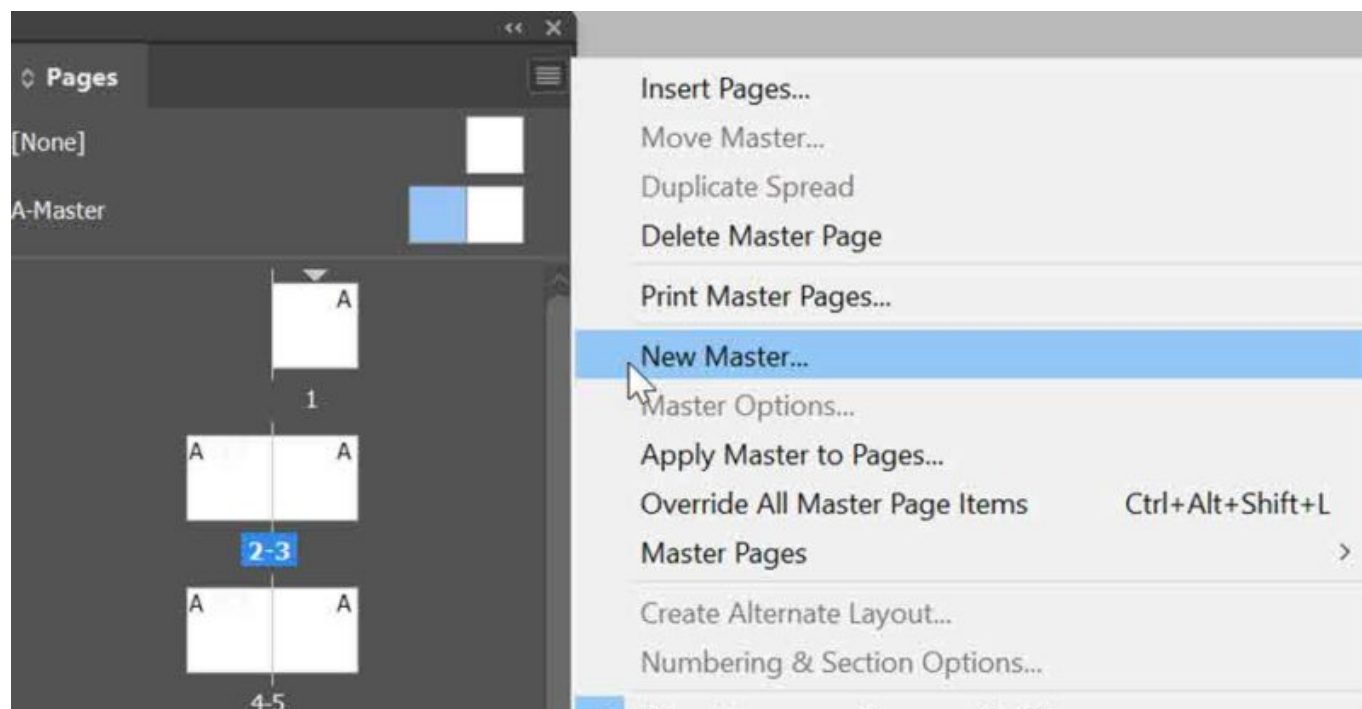 Pages
[None]
A-Master
A
1
A A
2-3
A A
4-5
Insert Pages...
Move Master...
Duplicate Spread
Delete Master Page
Print Master Pages...
New Master...
Master Options...
Apply Master to Pages...
Override All Master Page Items Ctrl+Alt+Shift+L
Master Pages
Create Alternate Layout...
Numbering & Section Options...